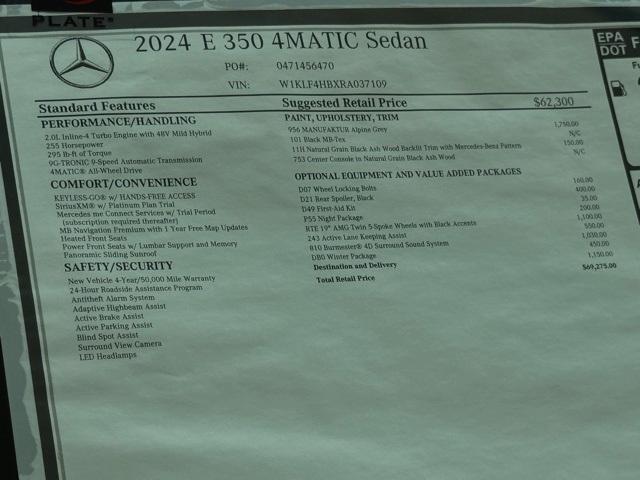 PLATE®
2024 E 350 4MATIC Sedan
EPA
DOT
PO#: 0471456470
VIN: W1KLF4HBXRA037109
Standard Features Suggested Retail Price $62,300
PERFORMANCE/HANDLING
2.0L Inline-4 Turbo Engine with 48V Mild Hybrid
255 Horsepower
295 lb-ft of Torque
9G-TRONIC 9-Speed Automatic Transmission
4MATIC® All-Wheel Drive
COMFORT/CONVENIENCE
KEYLESS-GO® w/ HANDS-FREE ACCESS
SiriusXM® w/ Platinum Plan Trial
Mercedes me Connect Services w/ Trial Period
(subscription required thereafter)
MB Navigation Premium with 1 Year Free Map Updates
Heated Front Seats
Power Front Seats w/ Lumbar Support and Memory
Panoramic Sliding Sunroof
SAFETY/SECURITY
New Vehicle 4-Year/50,000 Mile Warranty
24-Hour Roadside Assistance Program
Antitheft Alarm System
Adaptive Highbeam Assist
Active Brake Assist
Active Parking Assist
Blind Spot Assist
Surround View Camera
LED Headlamps
PAINT, UPHOLSTERY, TRIM
956 MANUFAKTUR Alpine Grey 1,750.00
101 Black MB-Tex N/C
11H Natural Grain Black Ash Wood Backlit Trim with Mercedes-Benz Pattern 150.00
753 Center Console in Natural Grain Black Ash Wood N/C
OPTIONAL EQUIPMENT AND VALUE ADDED PACKAGES
D07 Wheel Locking Bolts 160.00
D21 Rear Spoiler, Black 400.00
D49 First-Aid Kit 35.00
P55 Night Package 200.00
RTE 19" AMG Twin 5-Spoke Wheels with Black Accents 1,100.00
243 Active Lane Keeping Assist 550.00
810 Burmester® 4D Surround Sound System 1,030.00
DB0 Winter Package 450.00
Destination and Delivery 1,150.00
Total Retail Price $69,275.00